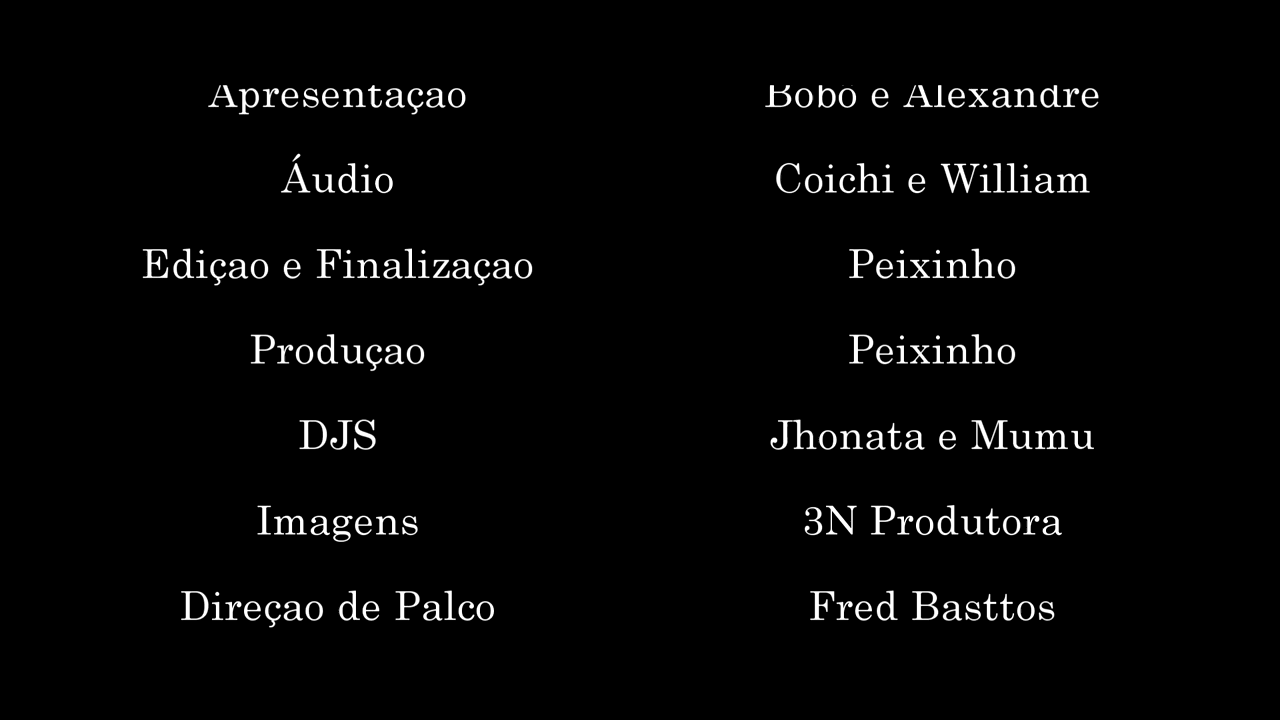 Apresentaçao Bobo e Alexandre
Áudio Coichi e William
Ediçao e Finalizaçao Peixinho
Produçao Peixinho
DJS Jhonata e Mumu
Imagens 3N Produtora
Direçao de Palco Fred Basttos